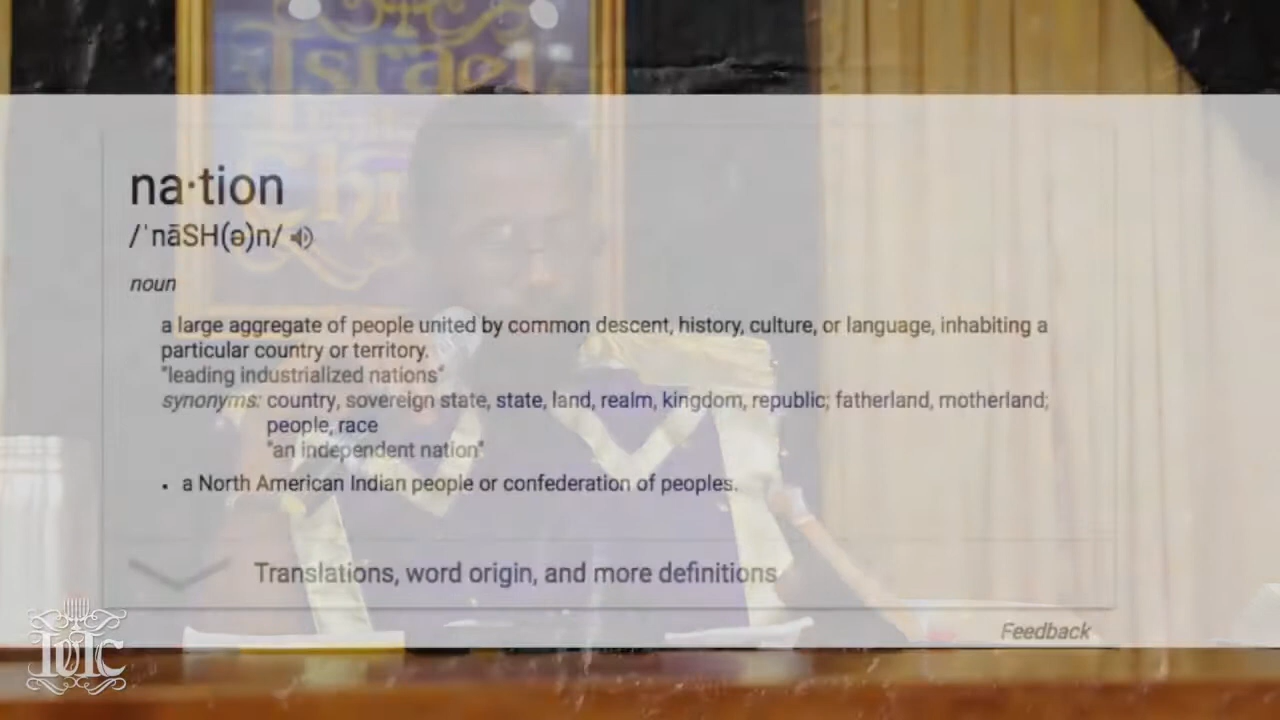 Israel
na·tion
/ˈnāSH(ə)n/
noun
a large aggregate of people united by common descent, history, culture, or language, inhabiting a
particular country or territory.
"leading industrialized nations"
synonyms: country, sovereign state, state, land, realm, kingdom, republic; fatherland, motherland;
people, race
"an independent nation"
• a North American Indian people or confederation of peoples.
Translations, word origin, and more definitions
Feedback
IUIC